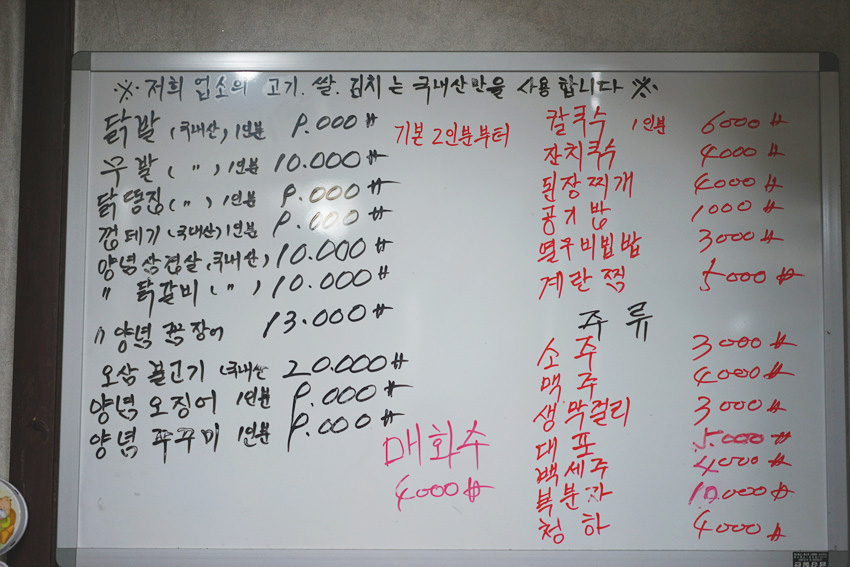 ※. 저희 업소의 고기. 쌀. 김치는 국내산만을 사용합니다 ※.
닭발 (국내산) 1인분 9.000₩
무발 ( 〃 ) 1인분 10.000₩
닭똥집 ( 〃 ) 1인분 9.000₩
껍데기 (국내산) 1인분 9.000₩
양념삼겹살 (국내산) 10.000₩
〃 닭갈비 ( 〃 ) 10.000₩
〃 양념 꼼장어 13.000₩
오삼 불고기 (국내산 20.000₩
양념 오징어 1인분 9.000₩
양념 쭈꾸미 1인분 9.000₩
기본 2인분부터
매화수
4000₩
칼국수 1인분 6000₩
잔치국수 4000₩
된장찌개 4000₩
공기밥 1000₩
열무비빔밥 3000₩
계란찍 5000₩
주류
소주 3000₩
맥주 4000₩
생막걸리 3000₩
대포 5000₩
백세주 4000₩
복분자 10.000₩
청하 4000₩